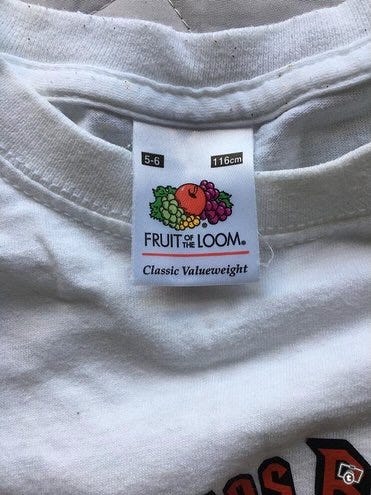 5-6 116cm
FRUIT OF THE LOOM®
Classic Valueweight